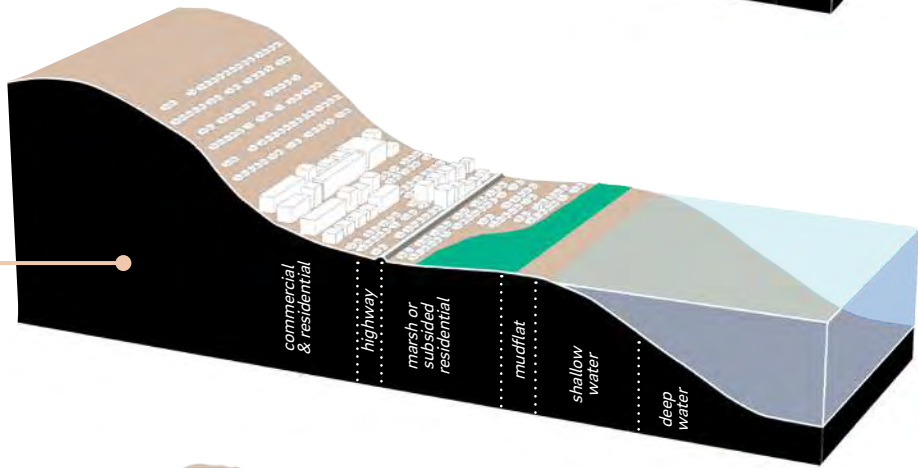 commercial
& residential
highway
marsh or
subsided
residential
mudflat
shallow
water
deep
water